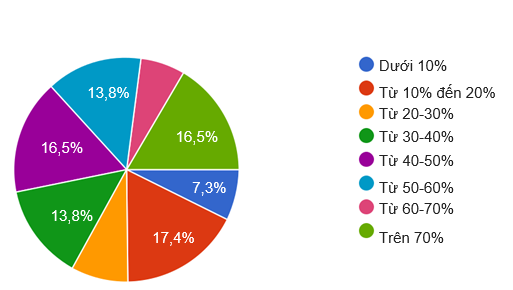 13,8%
16,5%
16,5%
7,3%
13,8%
17,4%
Dưới 10%
Từ 10% đến 20%
Từ 20-30%
Từ 30-40%
Từ 40-50%
Từ 50-60%
Từ 60-70%
Trên 70%